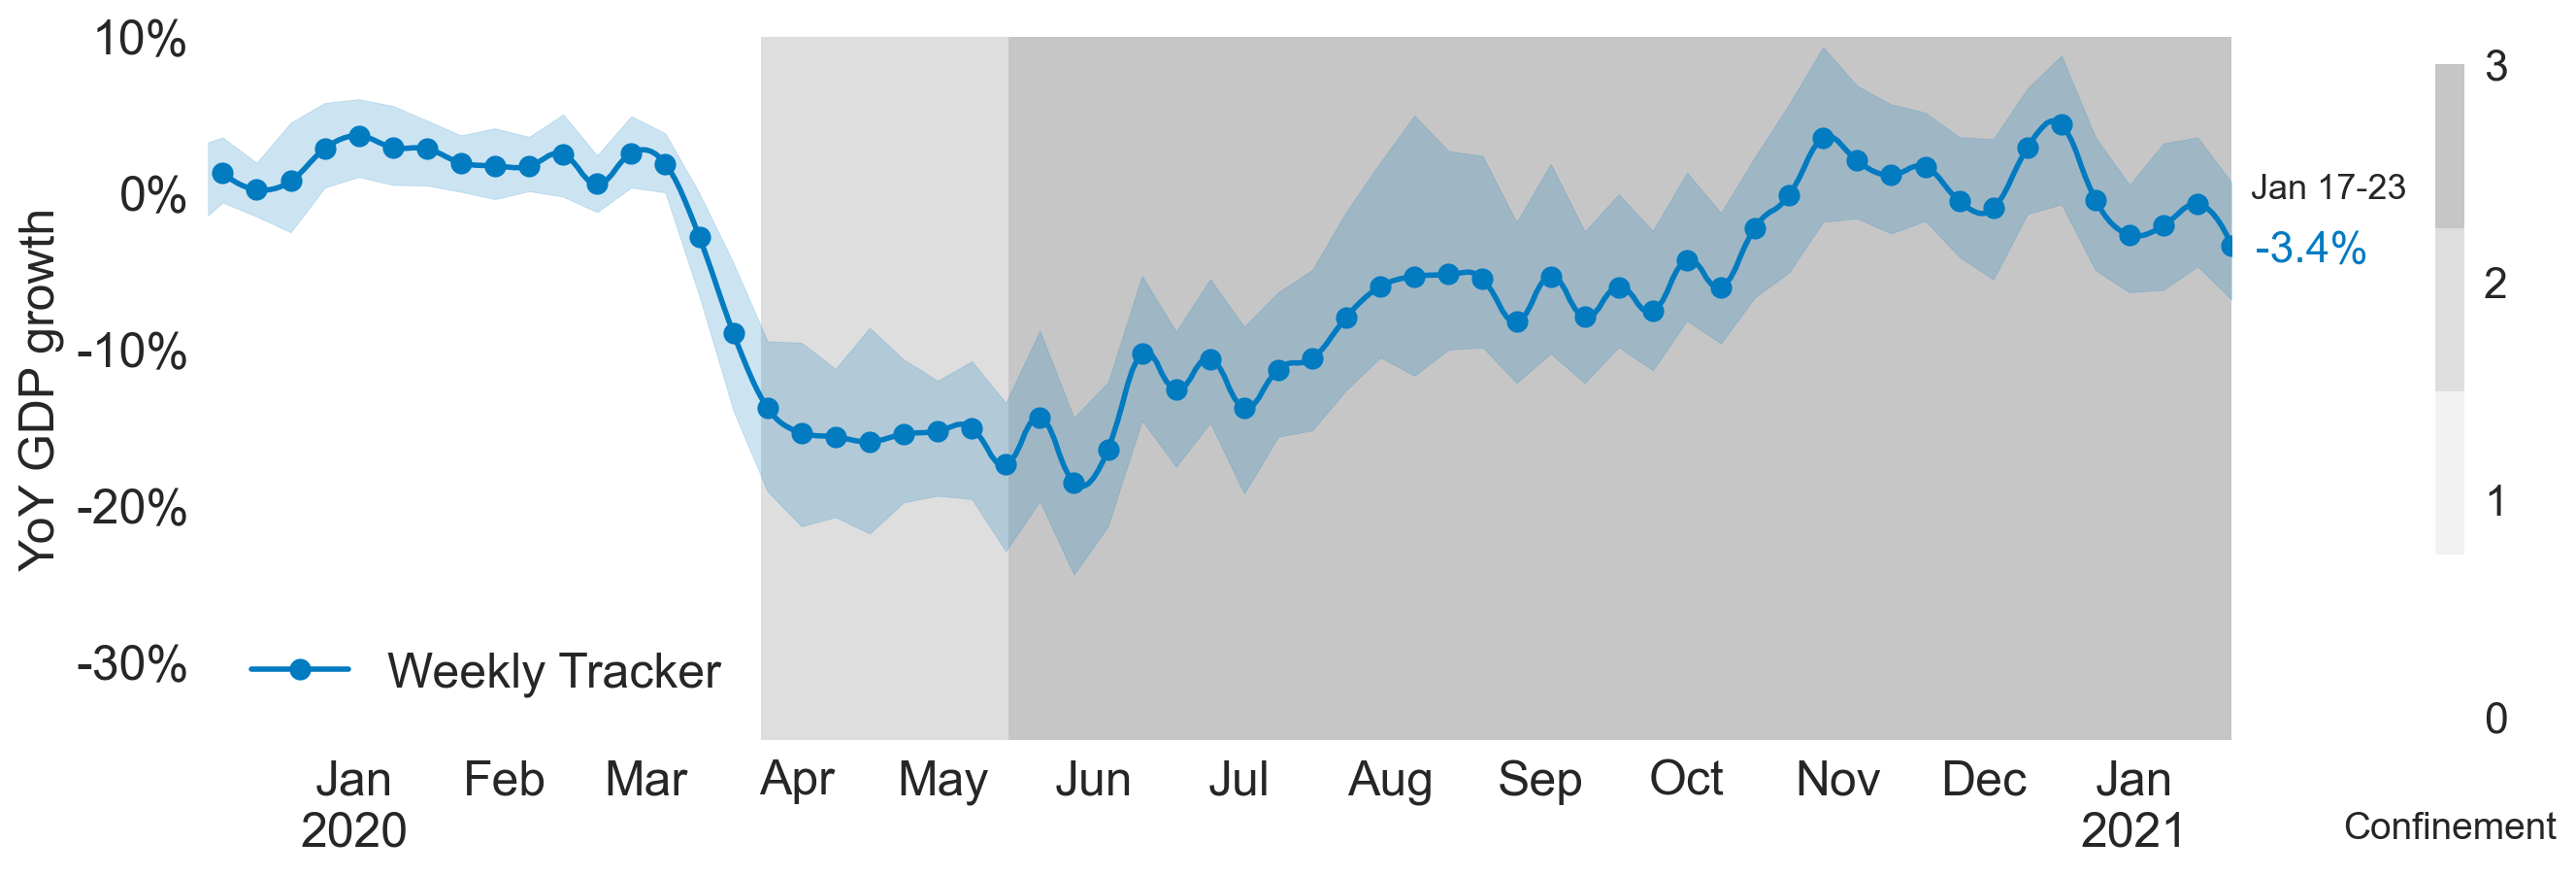 10%
0%
-10%
-20%
-30%
YoY GDP growth
Weekly Tracker
Jan Feb Mar Apr May Jun Jul Aug Sep Oct Nov Dec Jan
2020 2021
Jan 17-23
-3.4%
3
2
1
0
Confinement